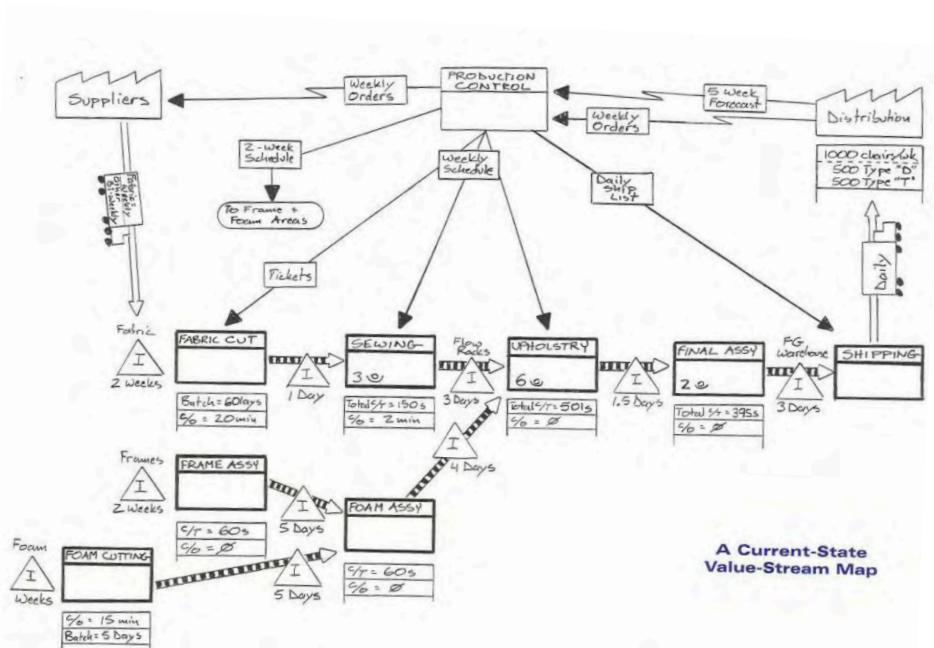 Suppliers
Weekly
Orders
PRODUCTION
CONTROL
5 Week
Forecast
Weekly
Orders
Distribution
1000 chairs/wk
500 Type "D"
500 Type "T"
2-Week
Schedule
To Frame +
Foam Areas
Weekly
Schedule
Daily
Ship
List
Fabric=
Weekly
Bi-weekly
Daily
Tickets
Fabric
I
2 Weeks
FABRIC CUT
I
1 Day
SEWING
3
Flow
Racks
I
3 Days
UPHOLSTRY
6
I
1.5 Days
FINAL ASSY
2
FG
Warehouse
I
3 Days
SHIPPING
C/O = 20 min
Total C/T = 150s
C/O = 2 min
Total C/T = 501s
C/O = Ø
Total C/T = 395s
C/O = Ø
Frames
I
2 Weeks
FRAME ASSY
C/T = 60s
C/O = Ø
I
5 Days
I
4 Days
FOAM ASSY
C/T = 60s
C/O = Ø
Foam
I
Weeks
FOAM CUTTING
C/O = 15 min
Batch = 5 Days
I
5 Days
A Current-State
Value-Stream Map